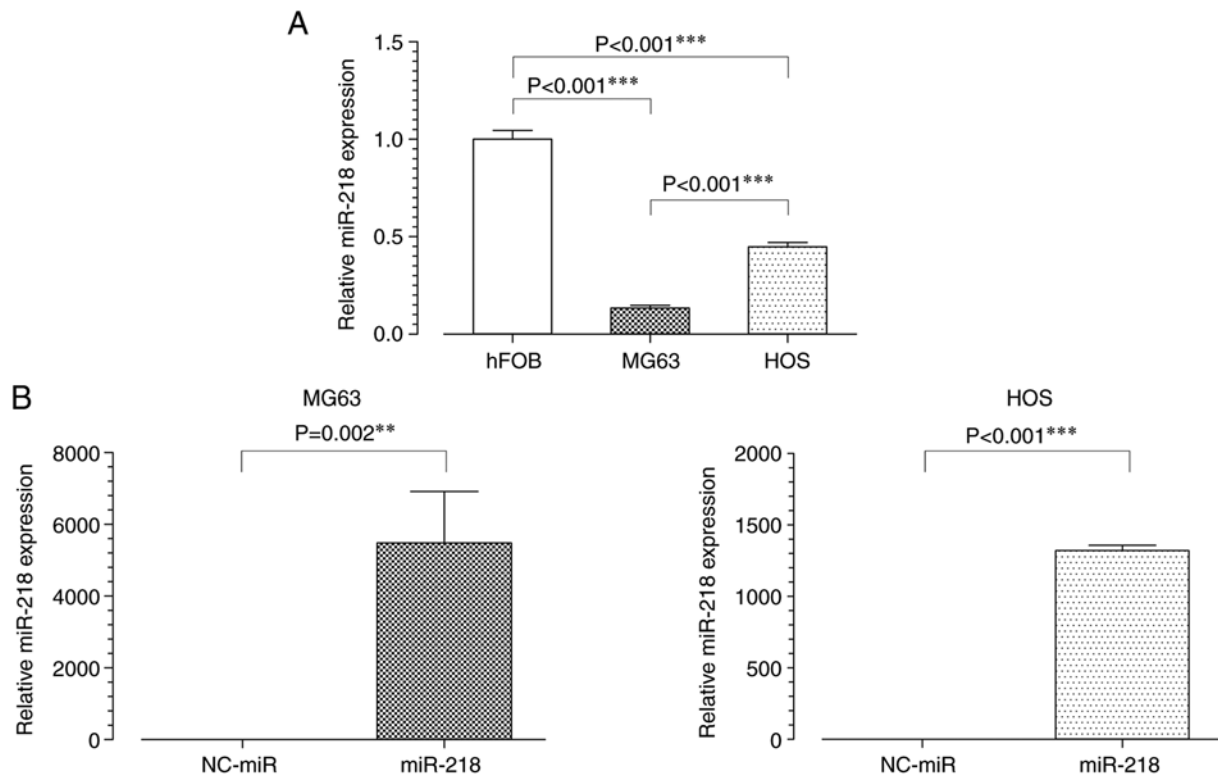 A
Relative miR-218 expression
1.5
1.0
0.5
0.0
P<0.001***
P<0.001***
P<0.001***
hFOB MG63 HOS
B
MG63
P=0.002**
Relative miR-218 expression
8000
6000
4000
2000
0
NC-miR miR-218
HOS
P<0.001***
Relative miR-218 expression
2000
1500
1000
500
0
NC-miR miR-218